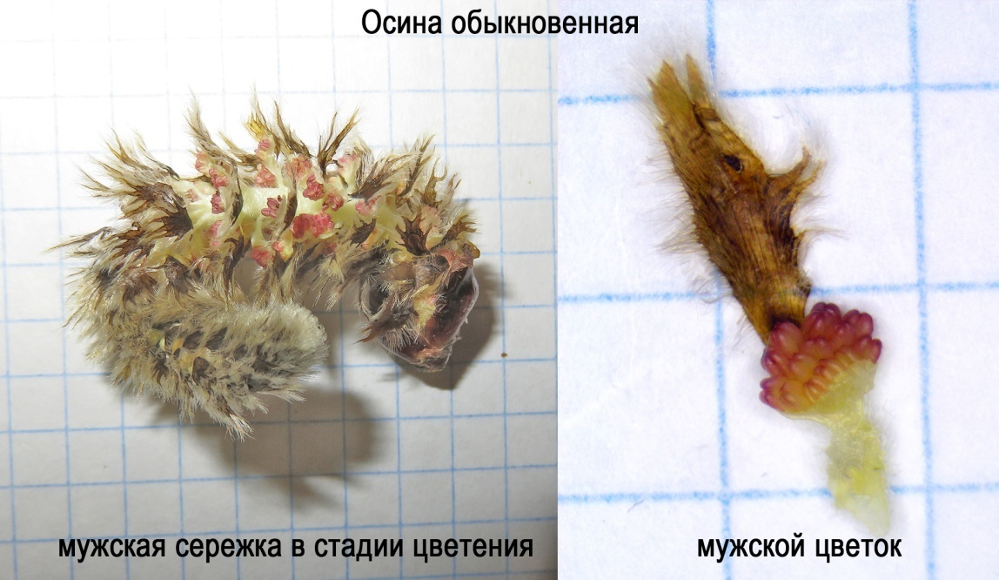 Осина обыкновенная
мужская сережка в стадии цветения
мужской цветок